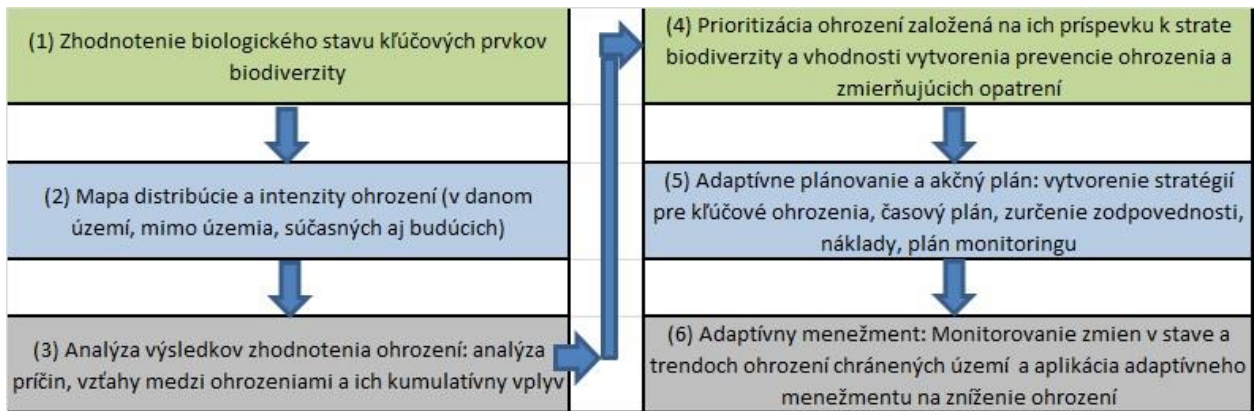 (1) Zhodnotenie biologického stavu kľúčových prvkov
biodiverzity
(2) Mapa distribúcie a intenzity ohrození (v danom
území, mimo územia, súčasných aj budúcich)
(3) Analýza výsledkov zhodnotenia ohrození: analýza
príčin, vzťahy medzi ohrozeniami a ich kumulatívny vplyv
(4) Prioritizácia ohrození založená na ich príspevku k strate
biodiverzity a vhodnosti vytvorenia prevencie ohrozenia a
zmierňujúcich opatrení
(5) Adaptívne plánovanie a akčný plán: vytvorenie stratégií
pre kľúčové ohrozenia, časový plán, zurčenie zodpovednosti,
náklady, plán monitoringu
(6) Adaptívny menežment: Monitorovanie zmien v stave a
trendoch ohrození chránených území a aplikácia adaptívneho
menežmentu na zníženie ohrození